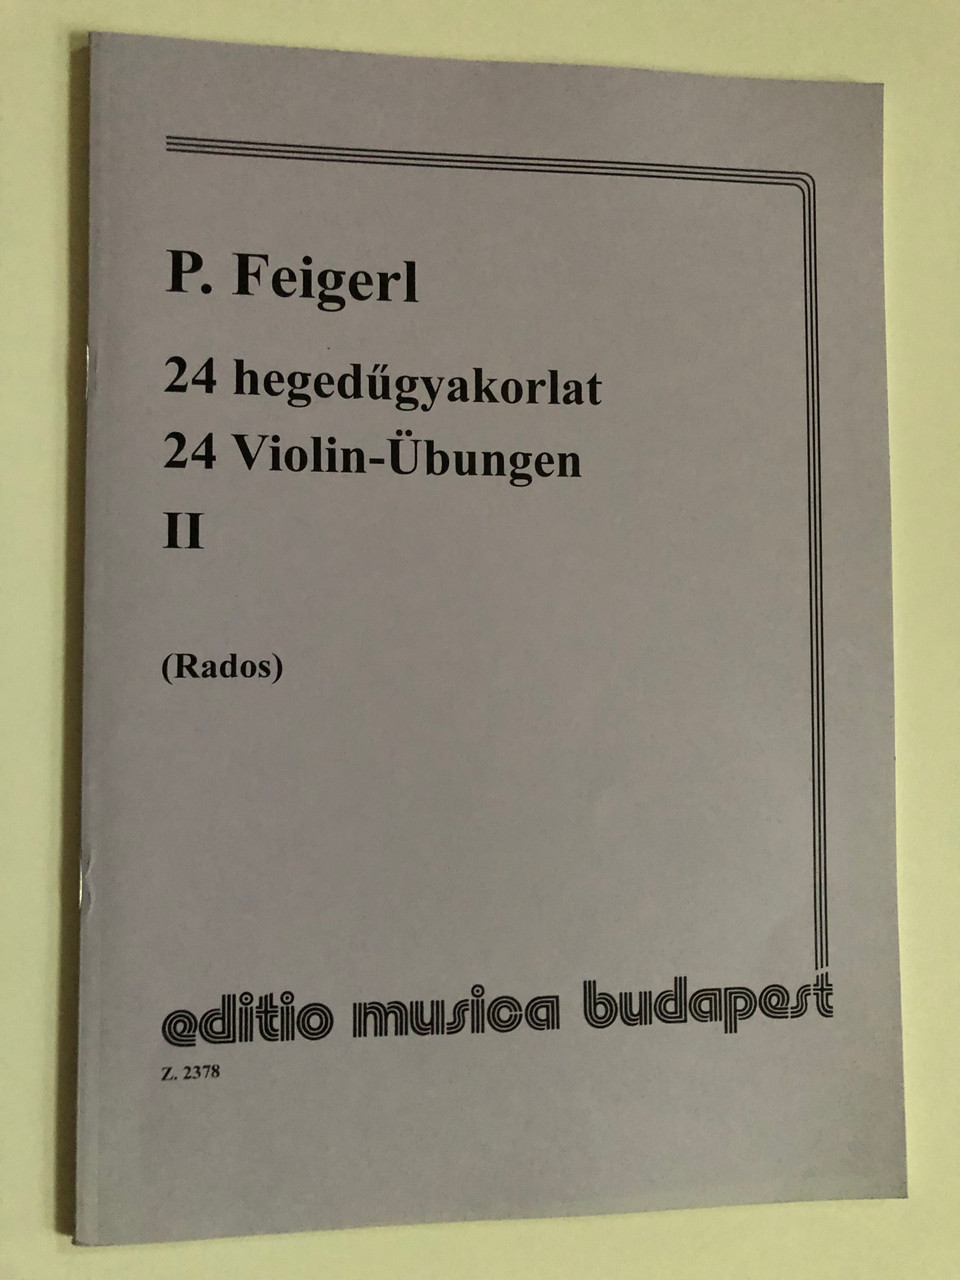 P. Feigerl
24 hegedűgyakorlat
24 Violin-Übungen
II
(Rados)
editio musica budapest
Z. 2378